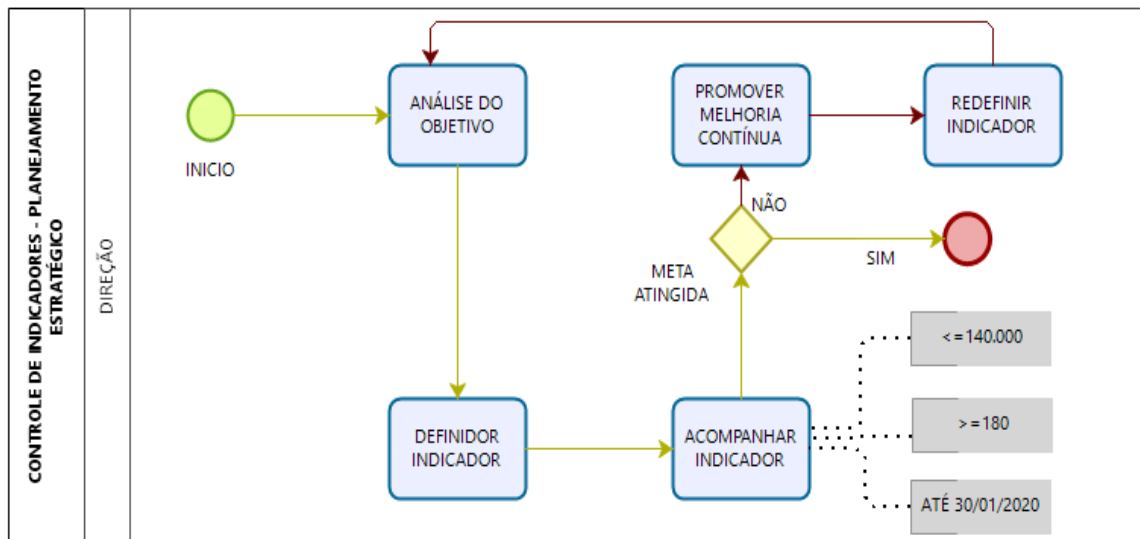 CONTROLE DE INDICADORES - PLANEJAMENTO
ESTRATÉGICO
DIREÇÃO
INICIO
ANÁLISE DO
OBJETIVO
PROMOVER
MELHORIA
CONTÍNUA
REDEFINIR
INDICADOR
NÃO
SIM
META
ATINGIDA
DEFINIDOR
INDICADOR
ACOMPANHAR
INDICADOR
<=140.000
>=180
ATÉ 30/01/2020